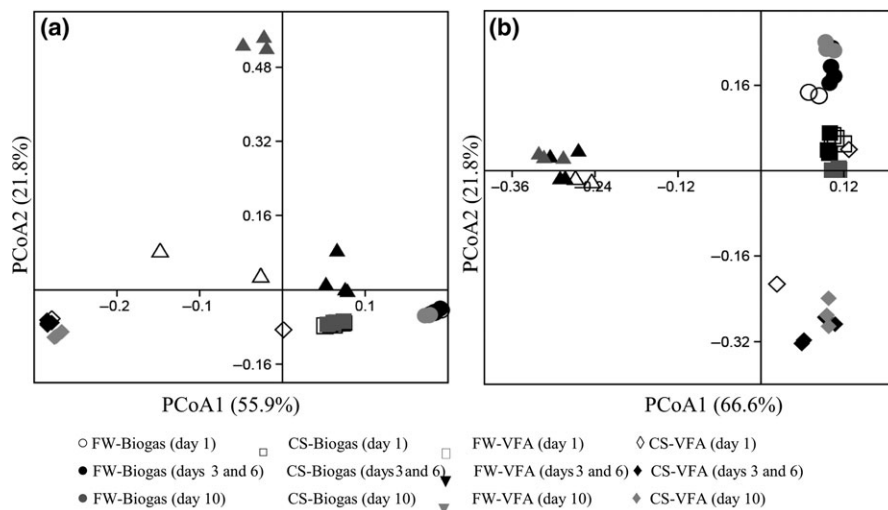 (a)
0.48
0.32
0.16
−0.2
−0.1
0.1
−0.16
PCoA2 (21.8%)
PCoA1 (55.9%)
(b)
0.16
−0.36
−0.24
−0.12
0.12
−0.16
−0.32
PCoA2 (21.8%)
PCoA1 (66.6%)
FW-Biogas (day 1) CS-Biogas (day 1) FW-VFA (day 1) CS-VFA (day 1)
FW-Biogas (days 3 and 6) CS-Biogas (days 3 and 6) FW-VFA (days 3 and 6) CS-VFA (days 3 and 6)
FW-Biogas (day 10) CS-Biogas (day 10) FW-VFA (day 10) CS-VFA (day 10)